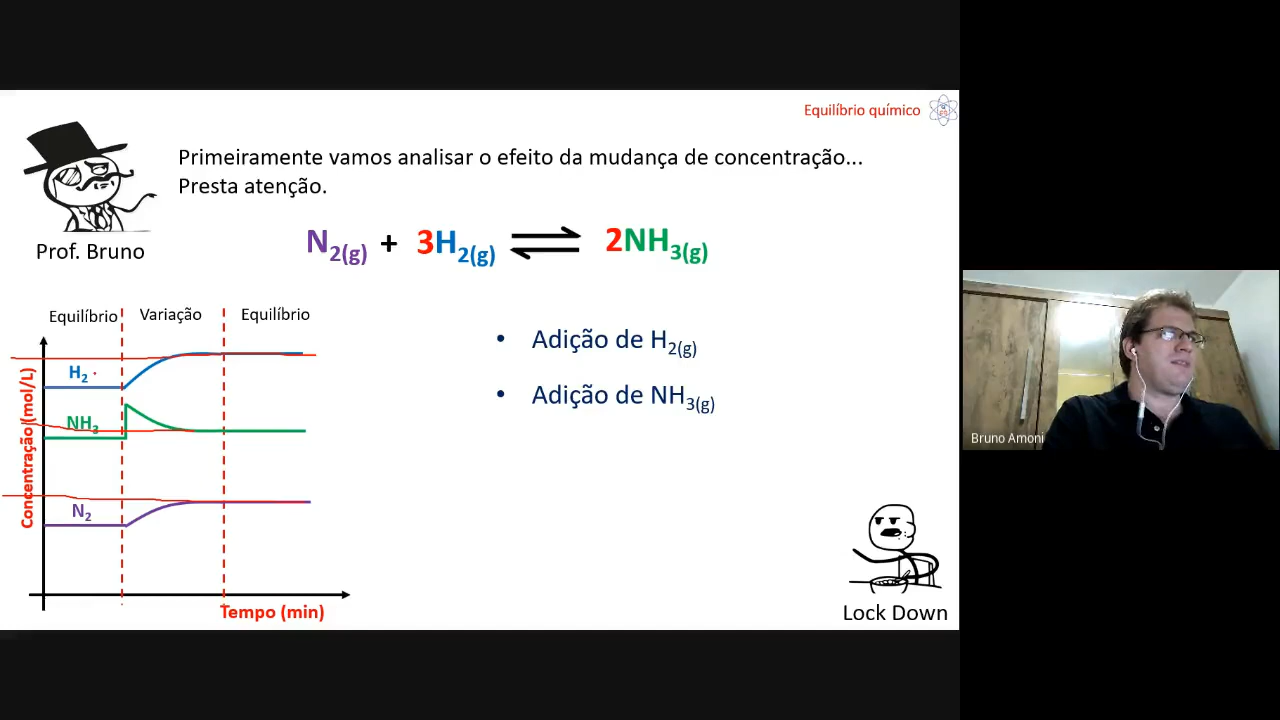 Equilíbrio químico
Primeiramente vamos analisar o efeito da mudança de concentração...
Presta atenção.
Prof. Bruno
N2(g) + 3H2(g) ⇌ 2NH3(g)
Equilíbrio Variação Equilíbrio
• Adição de H2(g)
• Adição de NH3(g)
H2
NH3
N2
Concentração (mol/L)
Tempo (min)
Lock Down
Bruno Amoni